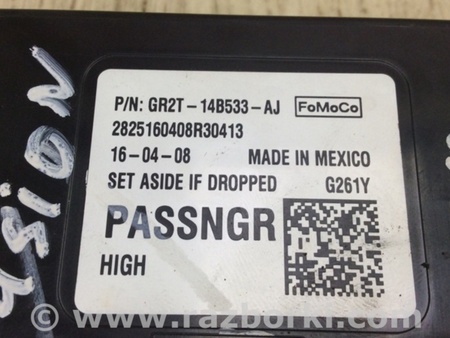 P/N: GR2T-14B533-AJ FoMoCo
2825160408R30413
16-04-08 MADE IN MEXICO
SET ASIDE IF DROPPED G261Y
PASSNGR
HIGH
www.razborki.com